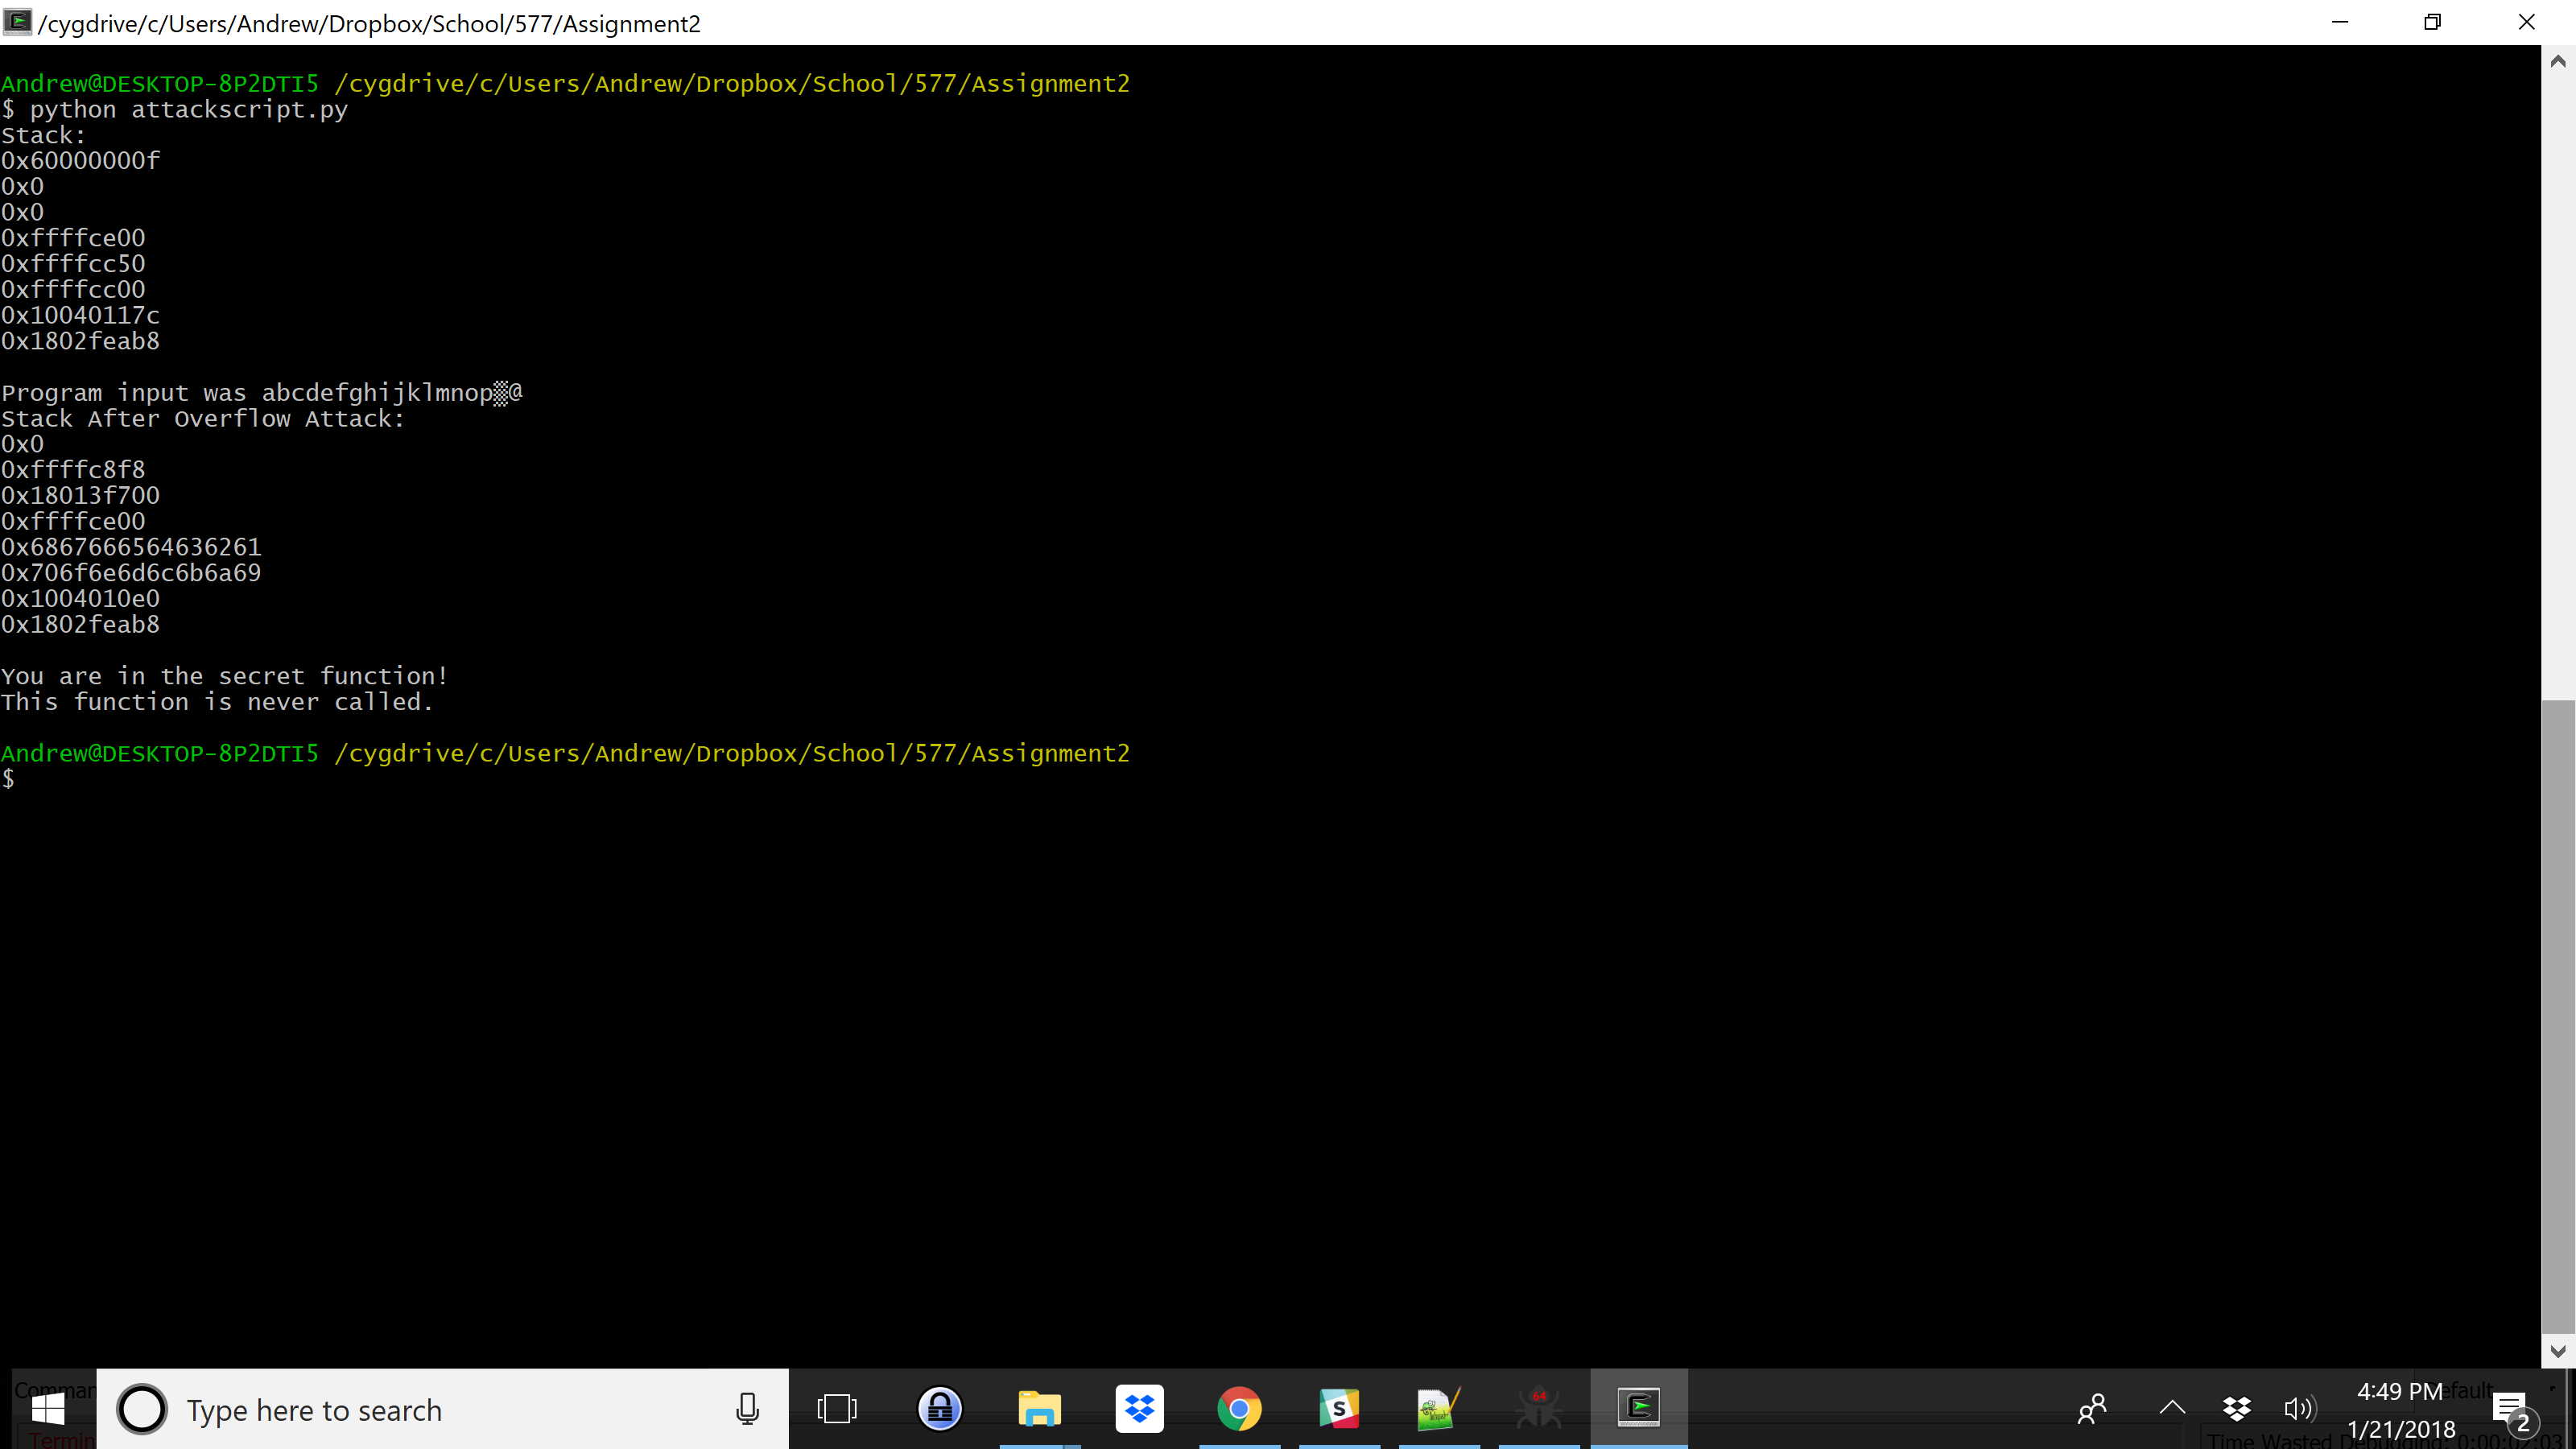 /cygdrive/c/Users/Andrew/Dropbox/School/577/Assignment2
Andrew@DESKTOP-8P2DTI5 /cygdrive/c/Users/Andrew/Dropbox/School/577/Assignment2
$ python attackscript.py
Stack:
0x60000000f
0x0
0x0
0xffffce00
0xffffcc50
0xffffcc00
0x10040117c
0x1802feab8
Program input was abcdefghijklmnop▒@
Stack After Overflow Attack:
0x0
0xffffc8f8
0x18013f700
0xffffce00
0x6867666564636261
0x706f6e6d6c6b6a69
0x1004010e0
0x1802feab8
You are in the secret function!
This function is never called.
Andrew@DESKTOP-8P2DTI5 /cygdrive/c/Users/Andrew/Dropbox/School/577/Assignment2
$
Type here to search
S
64
4:49 PM
1/21/2018
2